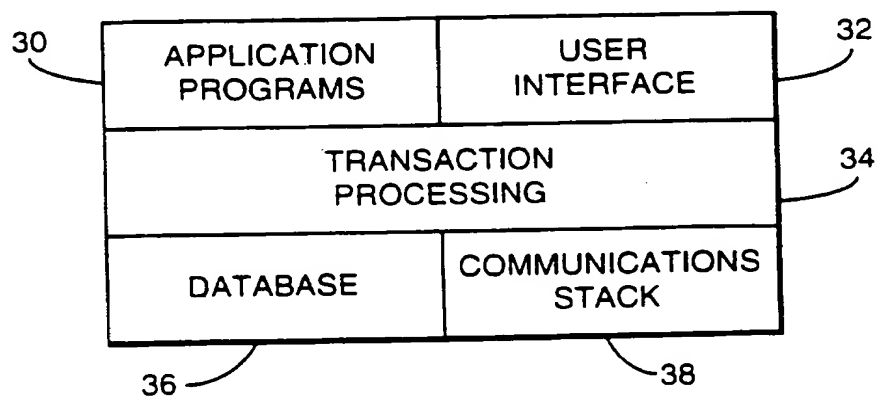 30
APPLICATION
PROGRAMS
USER
INTERFACE
32
TRANSACTION
PROCESSING
34
DATABASE
COMMUNICATIONS
STACK
36
38